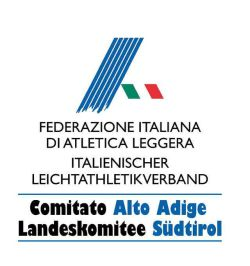 FEDERAZIONE ITALIANA
DI ATLETICA LEGGERA
ITALIENISCHER
LEICHTATHLETIKVERBAND
Comitato Alto Adige
Landeskomitee Südtirol